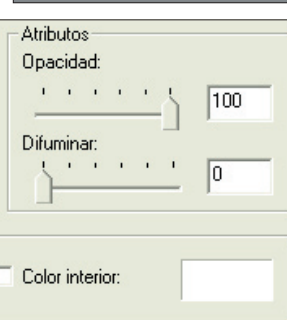 Atributos
Opacidad:
100
Difuminar:
0
Color interior: